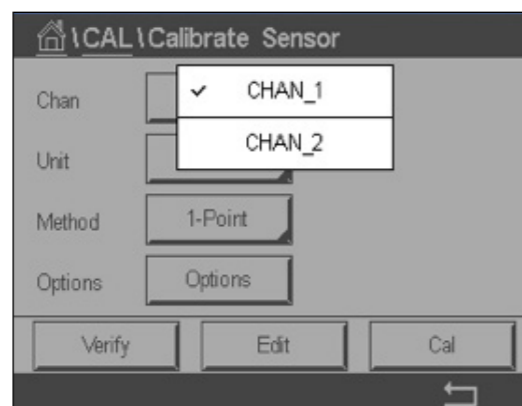 \CAL\Calibrate Sensor
Chan
CHAN_1
CHAN_2
Unit
Method 1-Point
Options Options
Verify Edit Cal